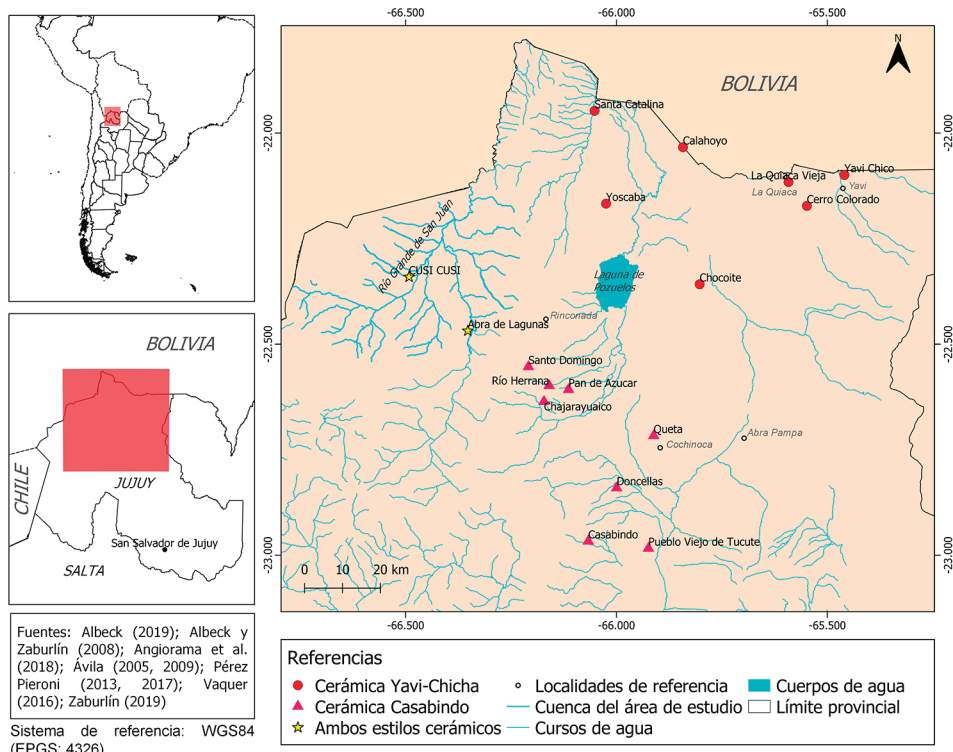 -66.500
-66.000
-65.500
N
BOLIVIA
Santa Catalina
-22.000
22.000
Calahoyo
La Quiaca Vieja
Yavi Chico
La Quiaca
Yavi
Cerro Colorado
Yoscaba
Río Grande de San Juan
CUSI CUSI
Laguna de
Pozuelos
Chocoite
Rinconada
Abra de Lagunas
-22.500
-22.500
Santo Domingo
Río Herrana
Pan de Azucar
Chajarayuaico
Queta
Cochinoca
Abra Pampa
Doncellas
Casabindo
Pueblo Viejo de Tucute
-23.000
-23.000
0 10 20 km
-66.500
-66.000
-65.500
BOLIVIA
CHILE
JUJUY
San Salvador de Jujuy
SALTA
Fuentes: Albeck (2019); Albeck y
Zaburlín (2008); Angiorama et al.
(2018); Ávila (2005, 2009); Pérez
Pieroni (2013, 2017); Vaquer
(2016); Zaburlín (2019)
Sistema de referencia: WGS84
(EPGS: 4326)
Referencias
Cerámica Yavi-Chicha
Localidades de referencia
Cuerpos de agua
Cerámica Casabindo
Cuenca del área de estudio
Límite provincial
Ambos estilos cerámicos
Cursos de agua